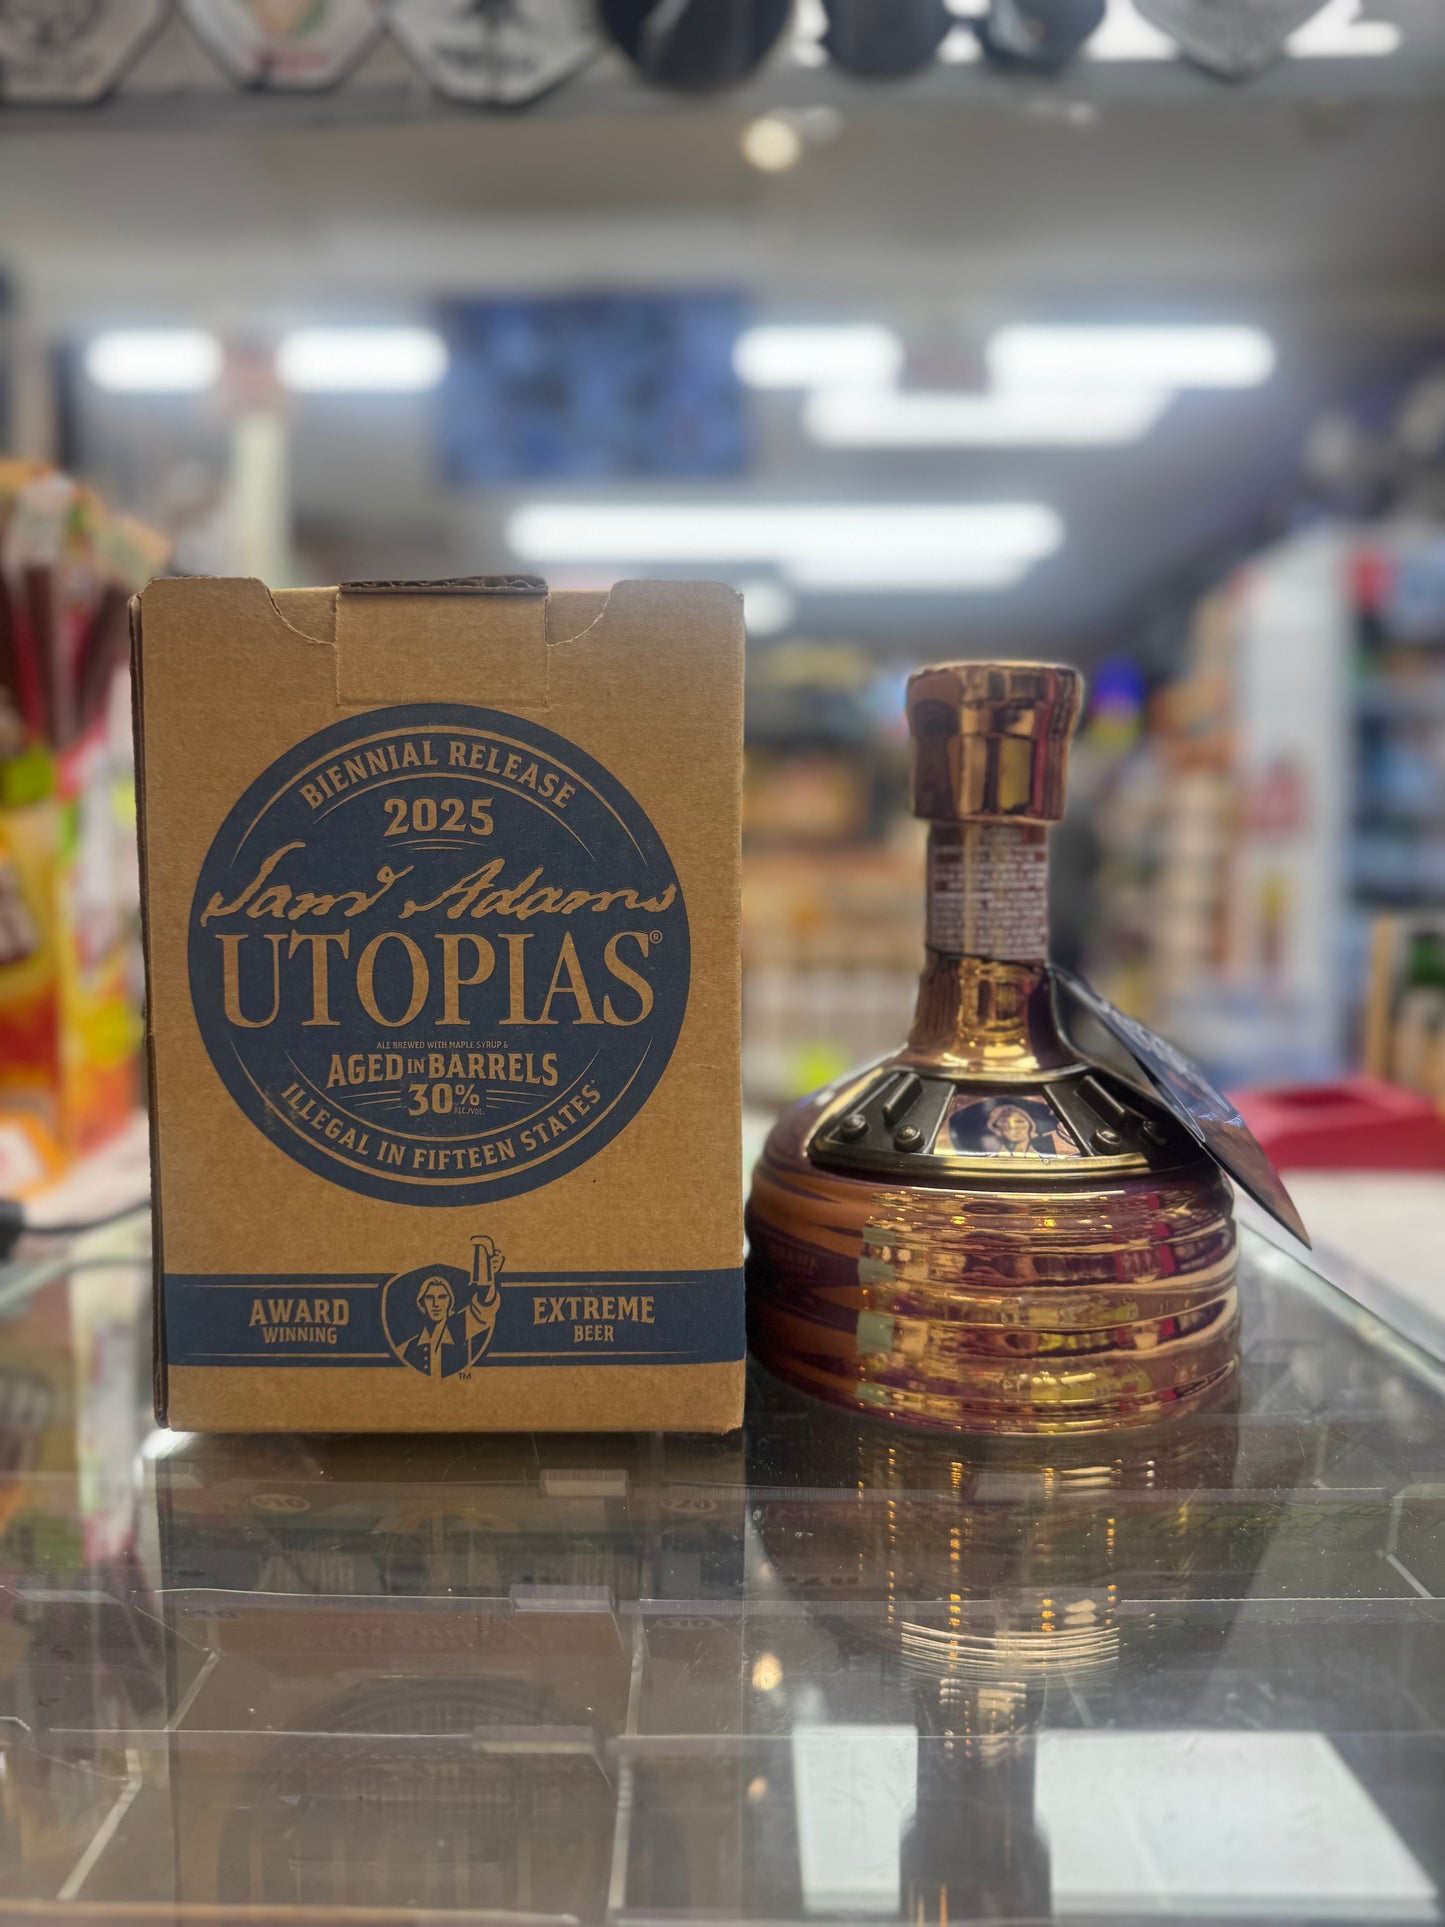 BIENNIAL RELEASE
2025
Sam'l Adams
UTOPIAS®
ALE BREWED WITH MAPLE SYRUP &
AGED IN BARRELS
30%
ALC./VOL.
ILLEGAL IN FIFTEEN STATES
AWARD
WINNING
EXTREME
BEER
TM